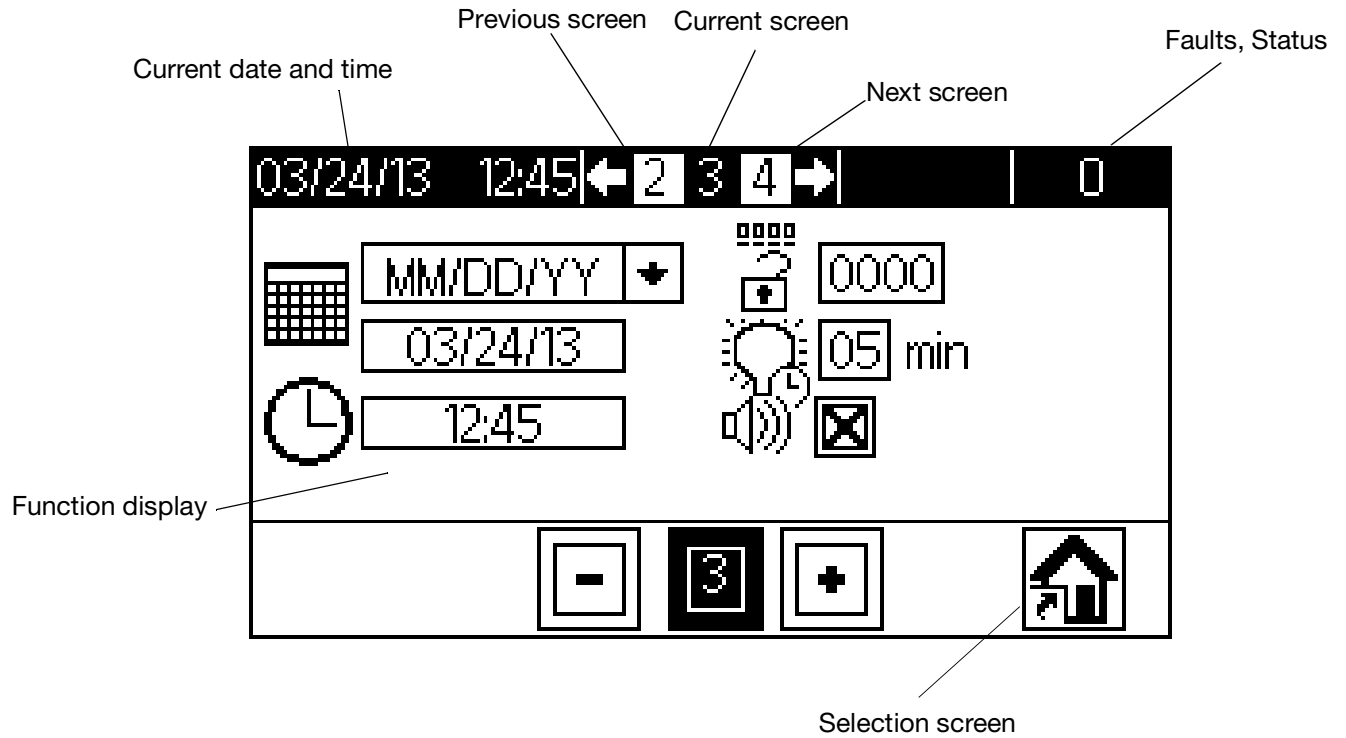 Previous screen
Current screen
Faults, Status
Current date and time
Next screen
03/24/13 12:45 2 3 4 0
MM/DD/YY 0000
03/24/13 05 min
12:45
Function display
- 3 +
Selection screen